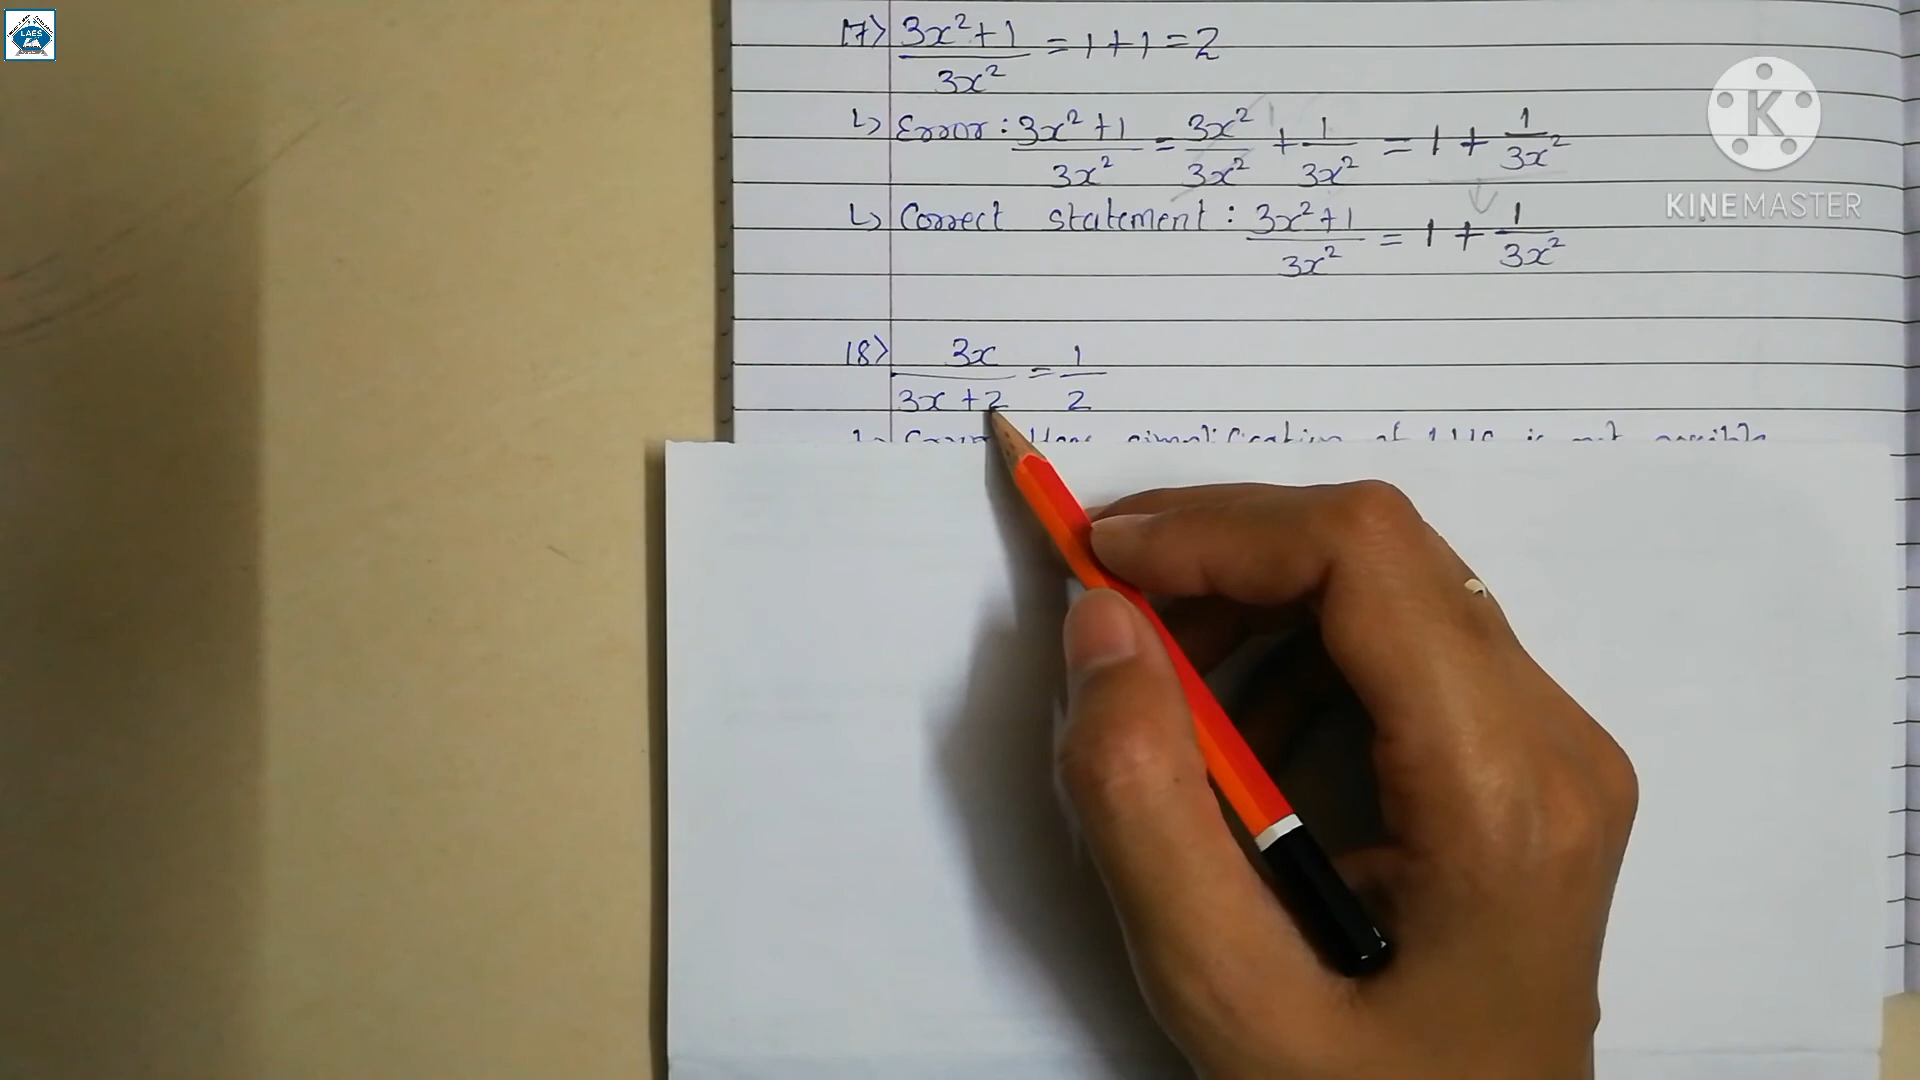 LAES
17> 3x²+1/3x² = 1+1 = 2
↳ Error: 3x²+1/3x² = 3x²/3x² + 1/3x² = 1 + 1/3x²
KINEMASTER
↳ Correct statement: 3x²+1/3x² = 1 + 1/3x²
18> 3x/3x+2 = 1/2